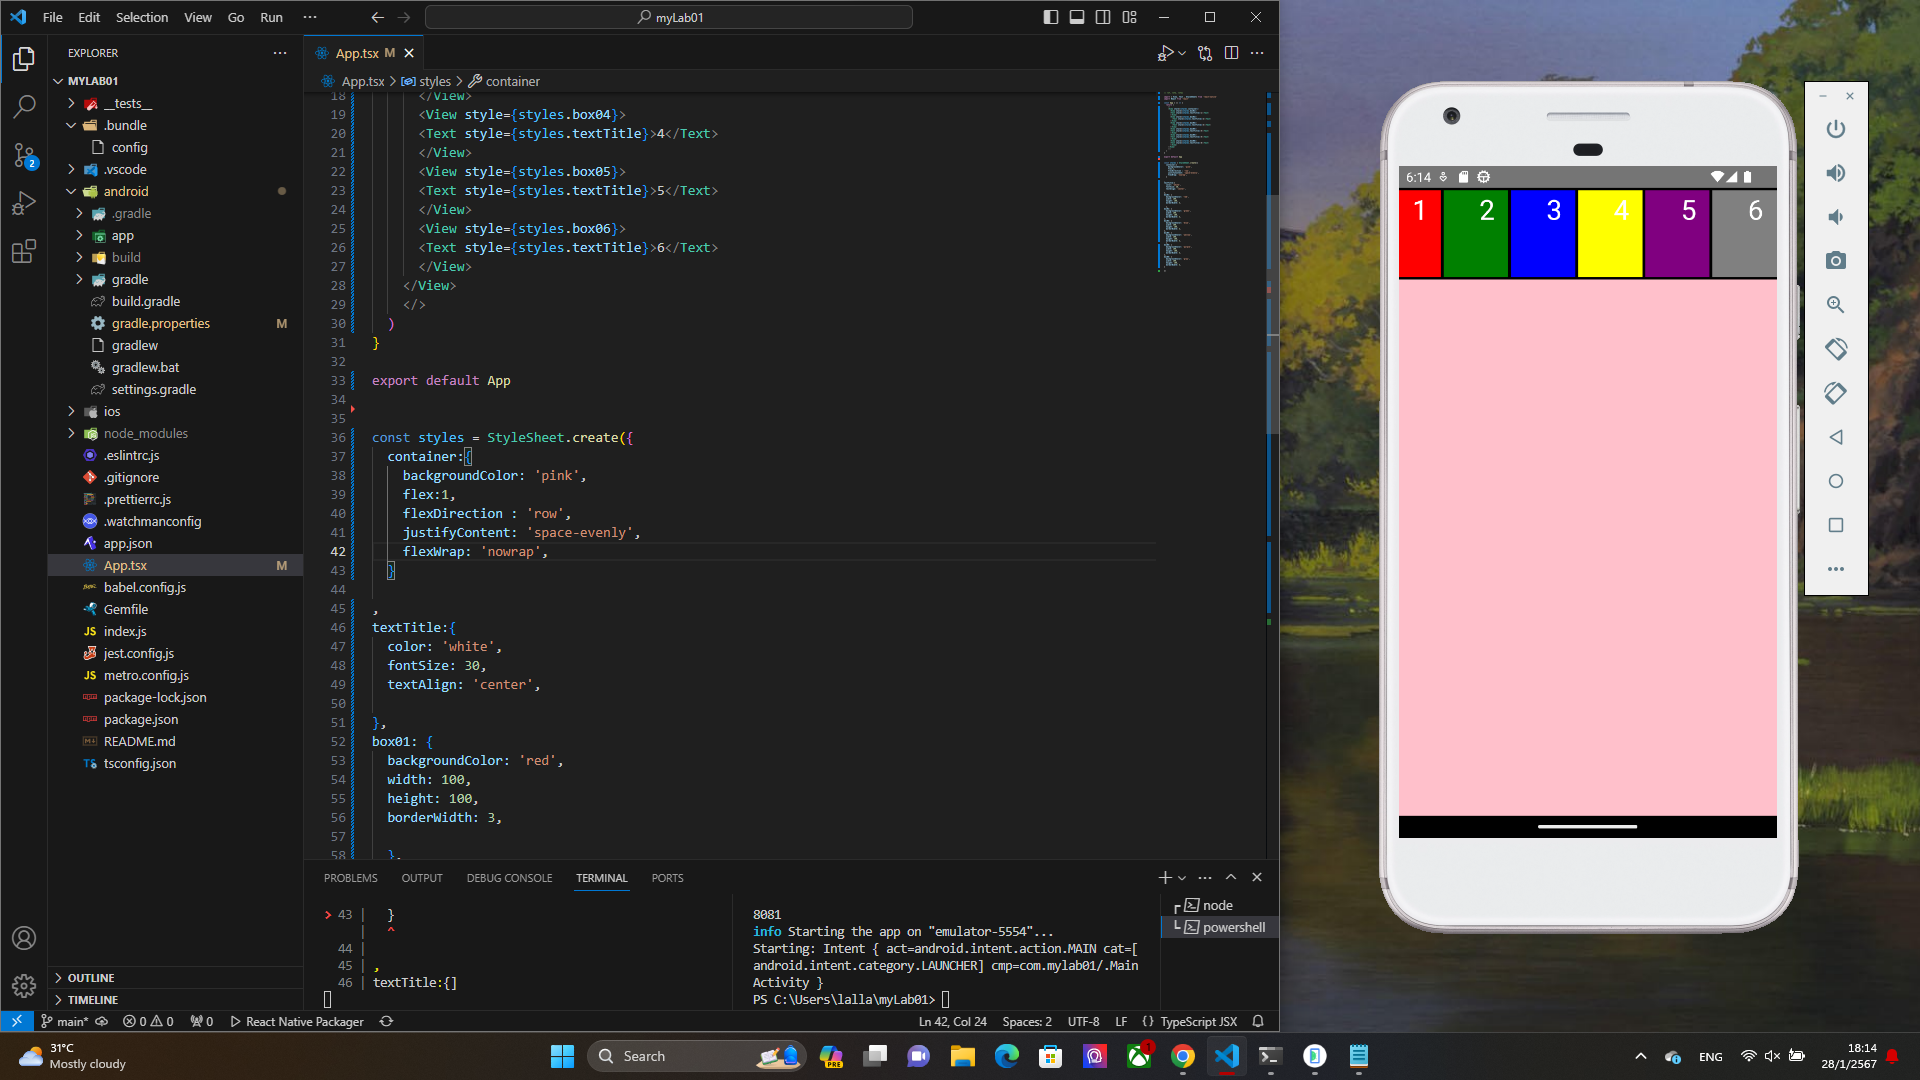 File Edit Selection View Go Run ···
myLab01
EXPLORER
MYLAB01
__tests__
.bundle
config
.vscode
android
.gradle
app
build
gradle
build.gradle
gradle.properties M
gradlew
gradlew.bat
settings.gradle
ios
node_modules
.eslintrc.js
.gitignore
.prettierrc.js
.watchmanconfig
app.json
App.tsx M
babel.config.js
Gemfile
JS index.js
jest.config.js
JS metro.config.js
package-lock.json
package.json
README.md
TS tsconfig.json
OUTLINE
TIMELINE
App.tsx M
App.tsx > styles > container
18 </View>
19 <View style={styles.box04}>
20 <Text style={styles.textTitle}>4</Text>
21 </View>
22 <View style={styles.box05}>
23 <Text style={styles.textTitle}>5</Text>
24 </View>
25 <View style={styles.box06}>
26 <Text style={styles.textTitle}>6</Text>
27 </View>
28 </View>
29 </>
30 )
31 }
32
33 export default App
34
35
36 const styles = StyleSheet.create({
37 container:{
38 backgroundColor: 'pink',
39 flex:1,
40 flexDirection : 'row',
41 justifyContent: 'space-evenly',
42 flexWrap: 'nowrap',
43 }
44
45 ,
46 textTitle:{
47 color: 'white',
48 fontSize: 30,
49 textAlign: 'center',
50
51 },
52 box01: {
53 backgroundColor: 'red',
54 width: 100,
55 height: 100,
56 borderWidth: 3,
57
58 },
PROBLEMS OUTPUT DEBUG CONSOLE TERMINAL PORTS
> 43 | }
| ^
44 |
45 | ,
46 | textTitle:{]
8081
info Starting the app on "emulator-5554"...
Starting: Intent { act=android.intent.action.MAIN cat=[
android.intent.category.LAUNCHER] cmp=com.mylab01/.Main
Activity }
PS C:\Users\lalla\myLab01>
node
powershell
main* 0 0 0 React Native Packager
Ln 42, Col 24 Spaces: 2 UTF-8 LF {} TypeScript JSX
6:14
1 2 3 4 5 6
31°C
Mostly cloudy
Search
PRE
1
ENG
18:14
28/1/2567
2